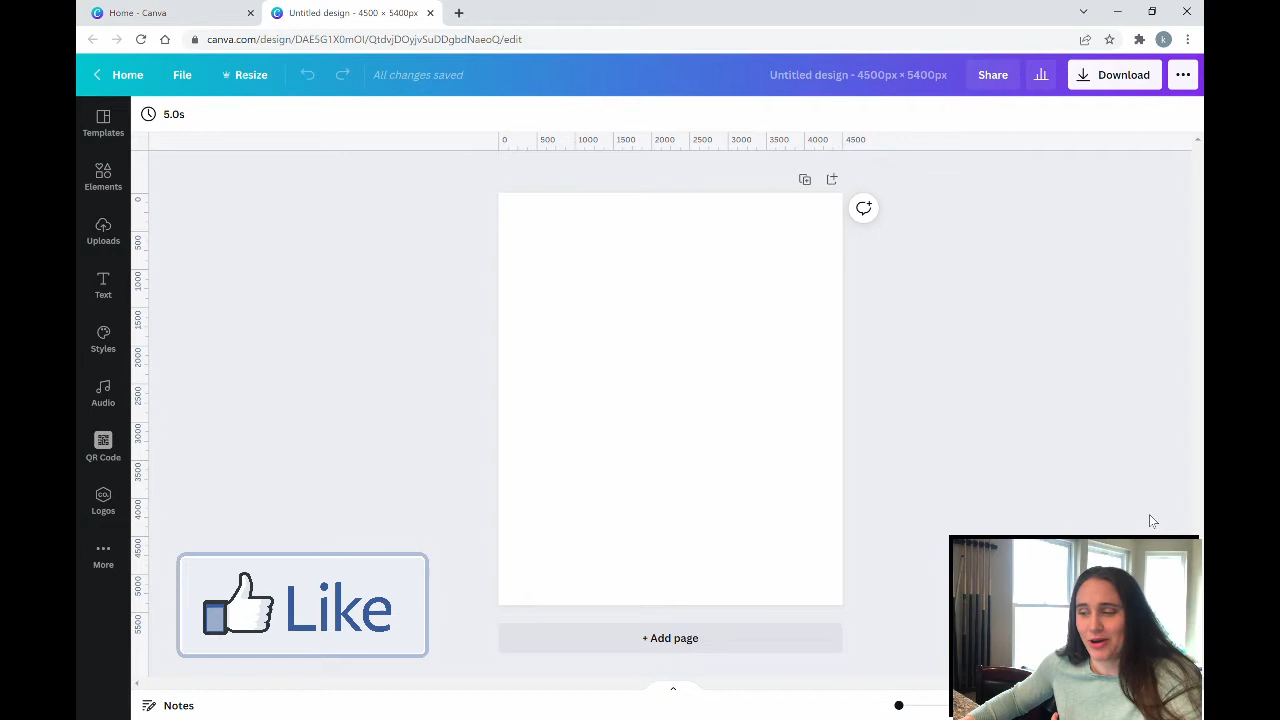 Home - Canva
Untitled design - 4500 × 5400px
canva.com/design/DAE5G1X0mOI/QtdvjDOyjvSuDDgbdNaeoQ/edit
k
Home
File
Resize
All changes saved
Untitled design - 4500px × 5400px
Share
Download
5.0s
Templates
Elements
Uploads
Text
Styles
Audio
QR Code
CO.
Logos
More
0 500 1000 1500 2000 2500 3000 3500 4000 4500
0
500
1000
1500
2000
2500
3000
3500
4000
4500
5000
5500
Like
+ Add page
Notes